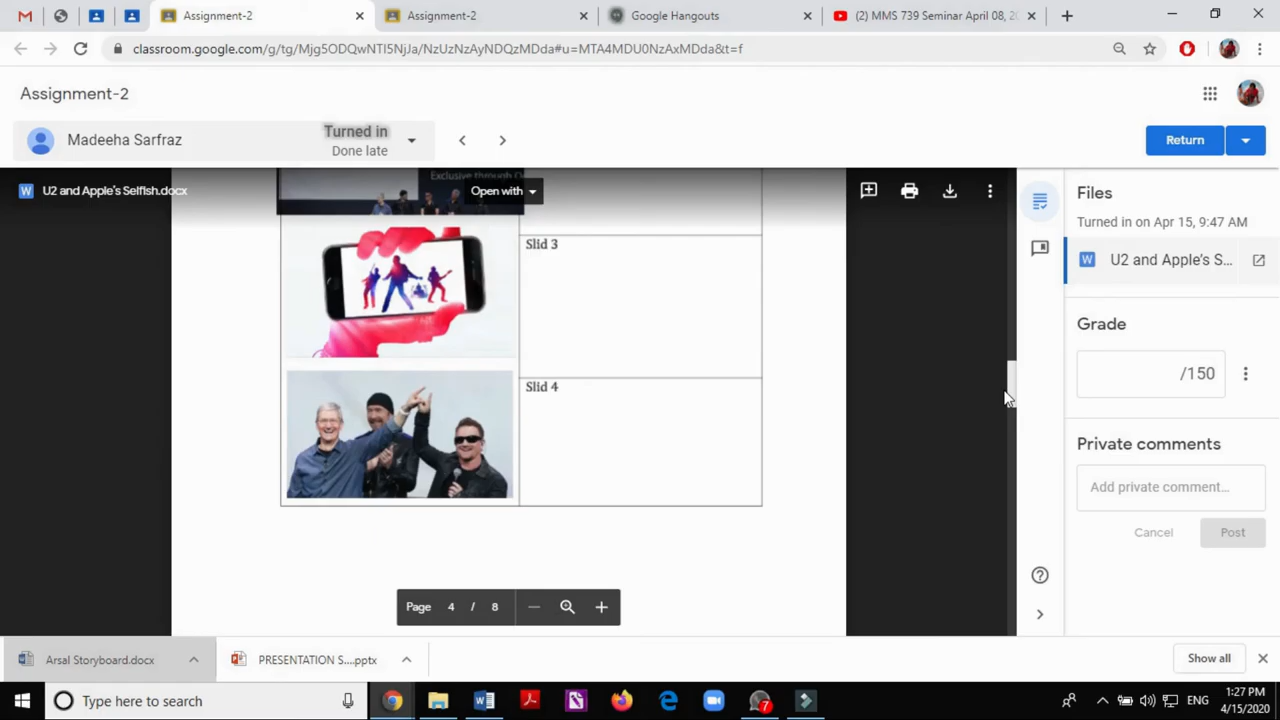 Assignment-2
Assignment-2
Google Hangouts
(2) MMS 739 Seminar April 08, 20
classroom.google.com/g/tg/Mjg5ODQwNTI5NjJa/NzUzNzAyNDQzMDda#u=MTA4MDU0NzAxMDda&t=f
Assignment-2
Madeeha Sarfraz
Turned in
Done late
Return
U2 and Apple's Selfish.docx
Exclusive through
Open with
Slid 3
Slid 4
Page 4 / 8
Files
Turned in on Apr 15, 9:47 AM
U2 and Apple's S...
Grade
/150
Private comments
Add private comment...
Cancel
Post
Arsal Storyboard.docx
PRESENTATION S....pptx
Show all
Type here to search
7
ENG
1:27 PM
4/15/2020